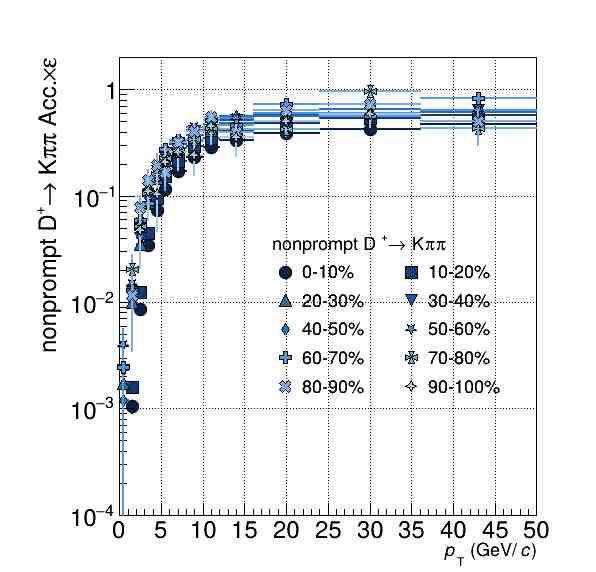 nonprompt D⁺→ Kππ Acc.×ε
1
10⁻¹
10⁻²
10⁻³
10⁻⁴
nonprompt D ⁺→ Kππ
0-10% 10-20%
20-30% 30-40%
40-50% 50-60%
60-70% 70-80%
80-90% 90-100%
0 5 10 15 20 25 30 35 40 45 50
p_T (GeV/c)